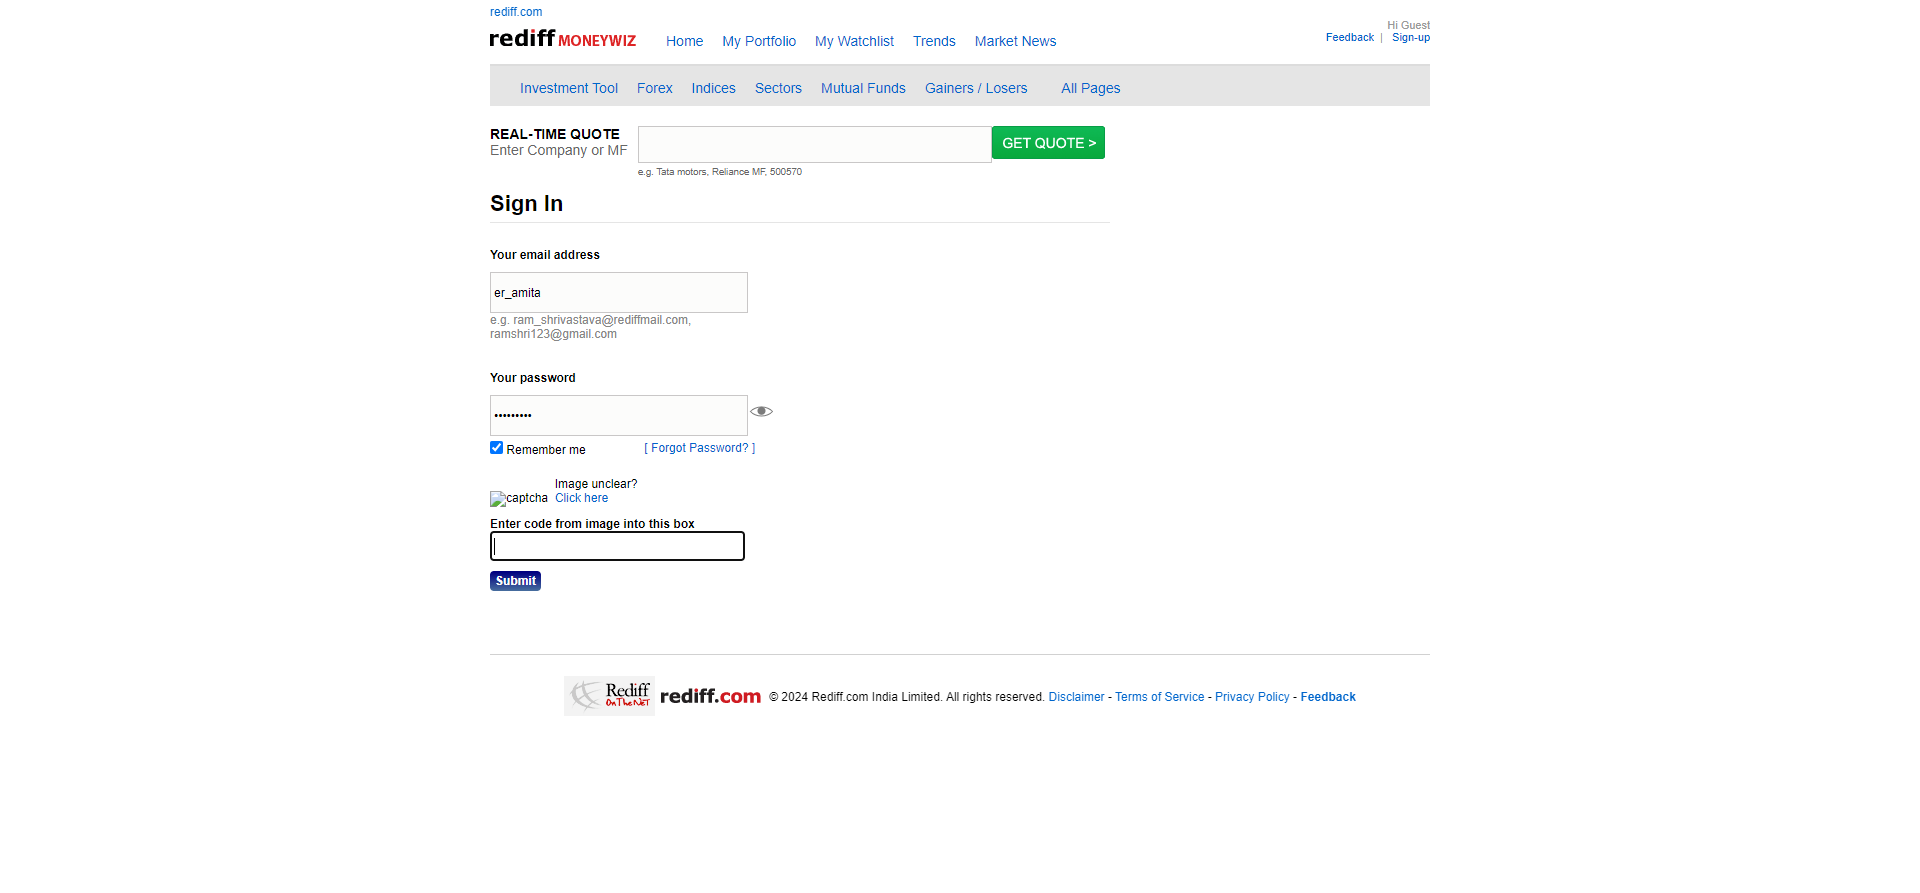 rediff.com
rediff MONEYWIZ
Home My Portfolio My Watchlist Trends Market News
Hi Guest
Feedback | Sign-up
Investment Tool Forex Indices Sectors Mutual Funds Gainers / Losers All Pages
REAL-TIME QUOTE
Enter Company or MF
GET QUOTE >
e.g. Tata motors, Reliance MF, 500570
Sign In
Your email address
er_amita
e.g. ram_shrivastava@rediffmail.com,
ramshri123@gmail.com
Your password
•••••••••
Remember me [ Forgot Password? ]
Image unclear?
captcha Click here
Enter code from image into this box
Submit
Rediff
On The NET
rediff.com © 2024 Rediff.com India Limited. All rights reserved. Disclaimer - Terms of Service - Privacy Policy - Feedback